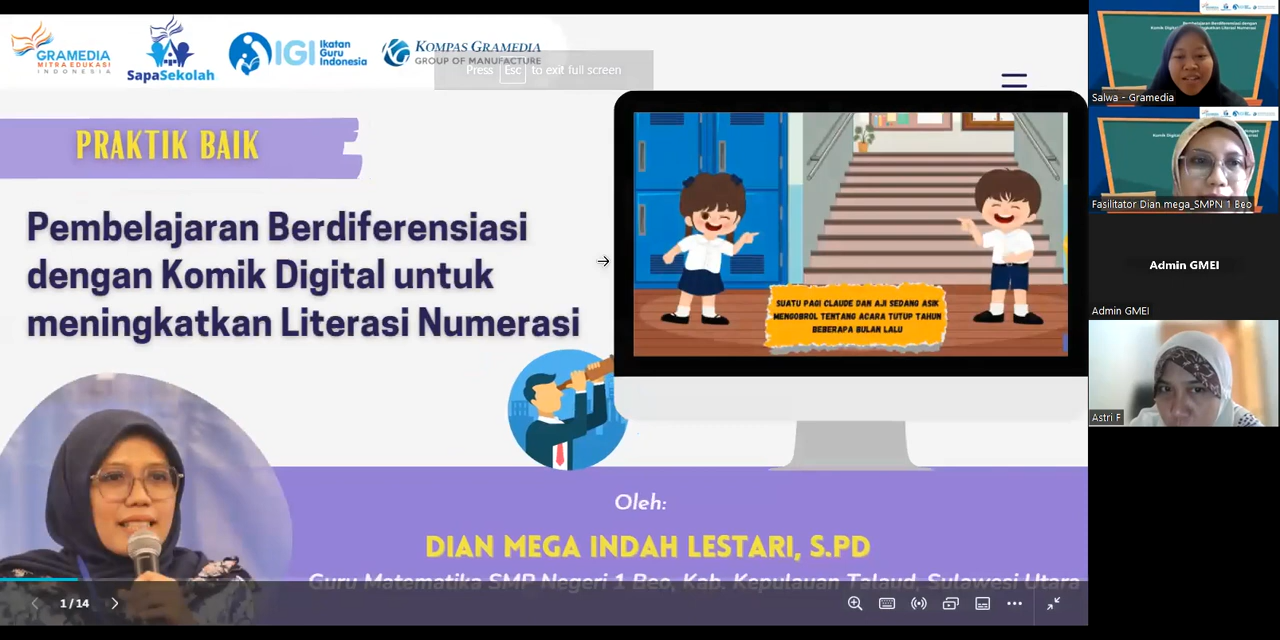 GRAMEDIA
MITRA EDUKASI
INDONESIA
SapaSekolah
IGI Ikatan
Guru
Indonesia
KOMPAS GRAMEDIA
GROUP OF MANUFACTURE
Press Esc to exit full screen
PRAKTIK BAIK
Pembelajaran Berdiferensiasi
dengan Komik Digital untuk
meningkatkan Literasi Numerasi
SUATU PAGI CLAUDE DAN AJI SEDANG ASIK
MENGOBROL TENTANG ACARA TUTUP TAHUN
BEBERAPA BULAN LALU
Oleh:
DIAN MEGA INDAH LESTARI, S.PD
Guru Matematika SMP Negeri 1 Beo, Kab. Kepulauan Talaud, Sulawesi Utara
1/14
Salwa - Gramedia
Fasilitator Dian mega_SMPN 1 Beo
Admin GMEI
Admin GMEI
Astri F